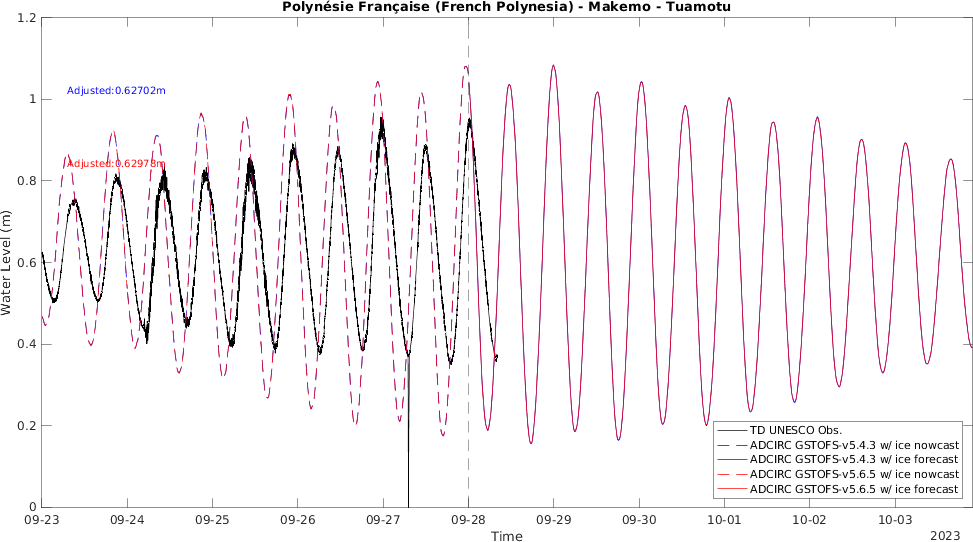 Polynésie Française (French Polynesia) - Makemo - Tuamotu
1.2
1
0.8
0.6
0.4
0.2
0
Water Level (m)
Adjusted:0.62702m
Adjusted:0.62978m
TD UNESCO Obs.
ADCIRC GSTOFS-v5.4.3 w/ ice nowcast
ADCIRC GSTOFS-v5.4.3 w/ ice forecast
ADCIRC GSTOFS-v5.6.5 w/ ice nowcast
ADCIRC GSTOFS-v5.6.5 w/ ice forecast
09-23 09-24 09-25 09-26 09-27 09-28 09-29 09-30 10-01 10-02 10-03
Time
2023